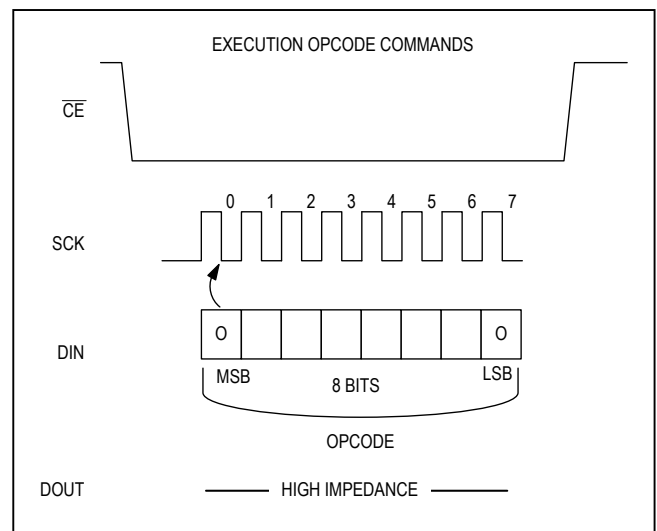 EXECUTION OPCODE COMMANDS
CE
0 1 2 3 4 5 6 7
SCK
DIN
O O
MSB 8 BITS LSB
OPCODE
DOUT HIGH IMPEDANCE